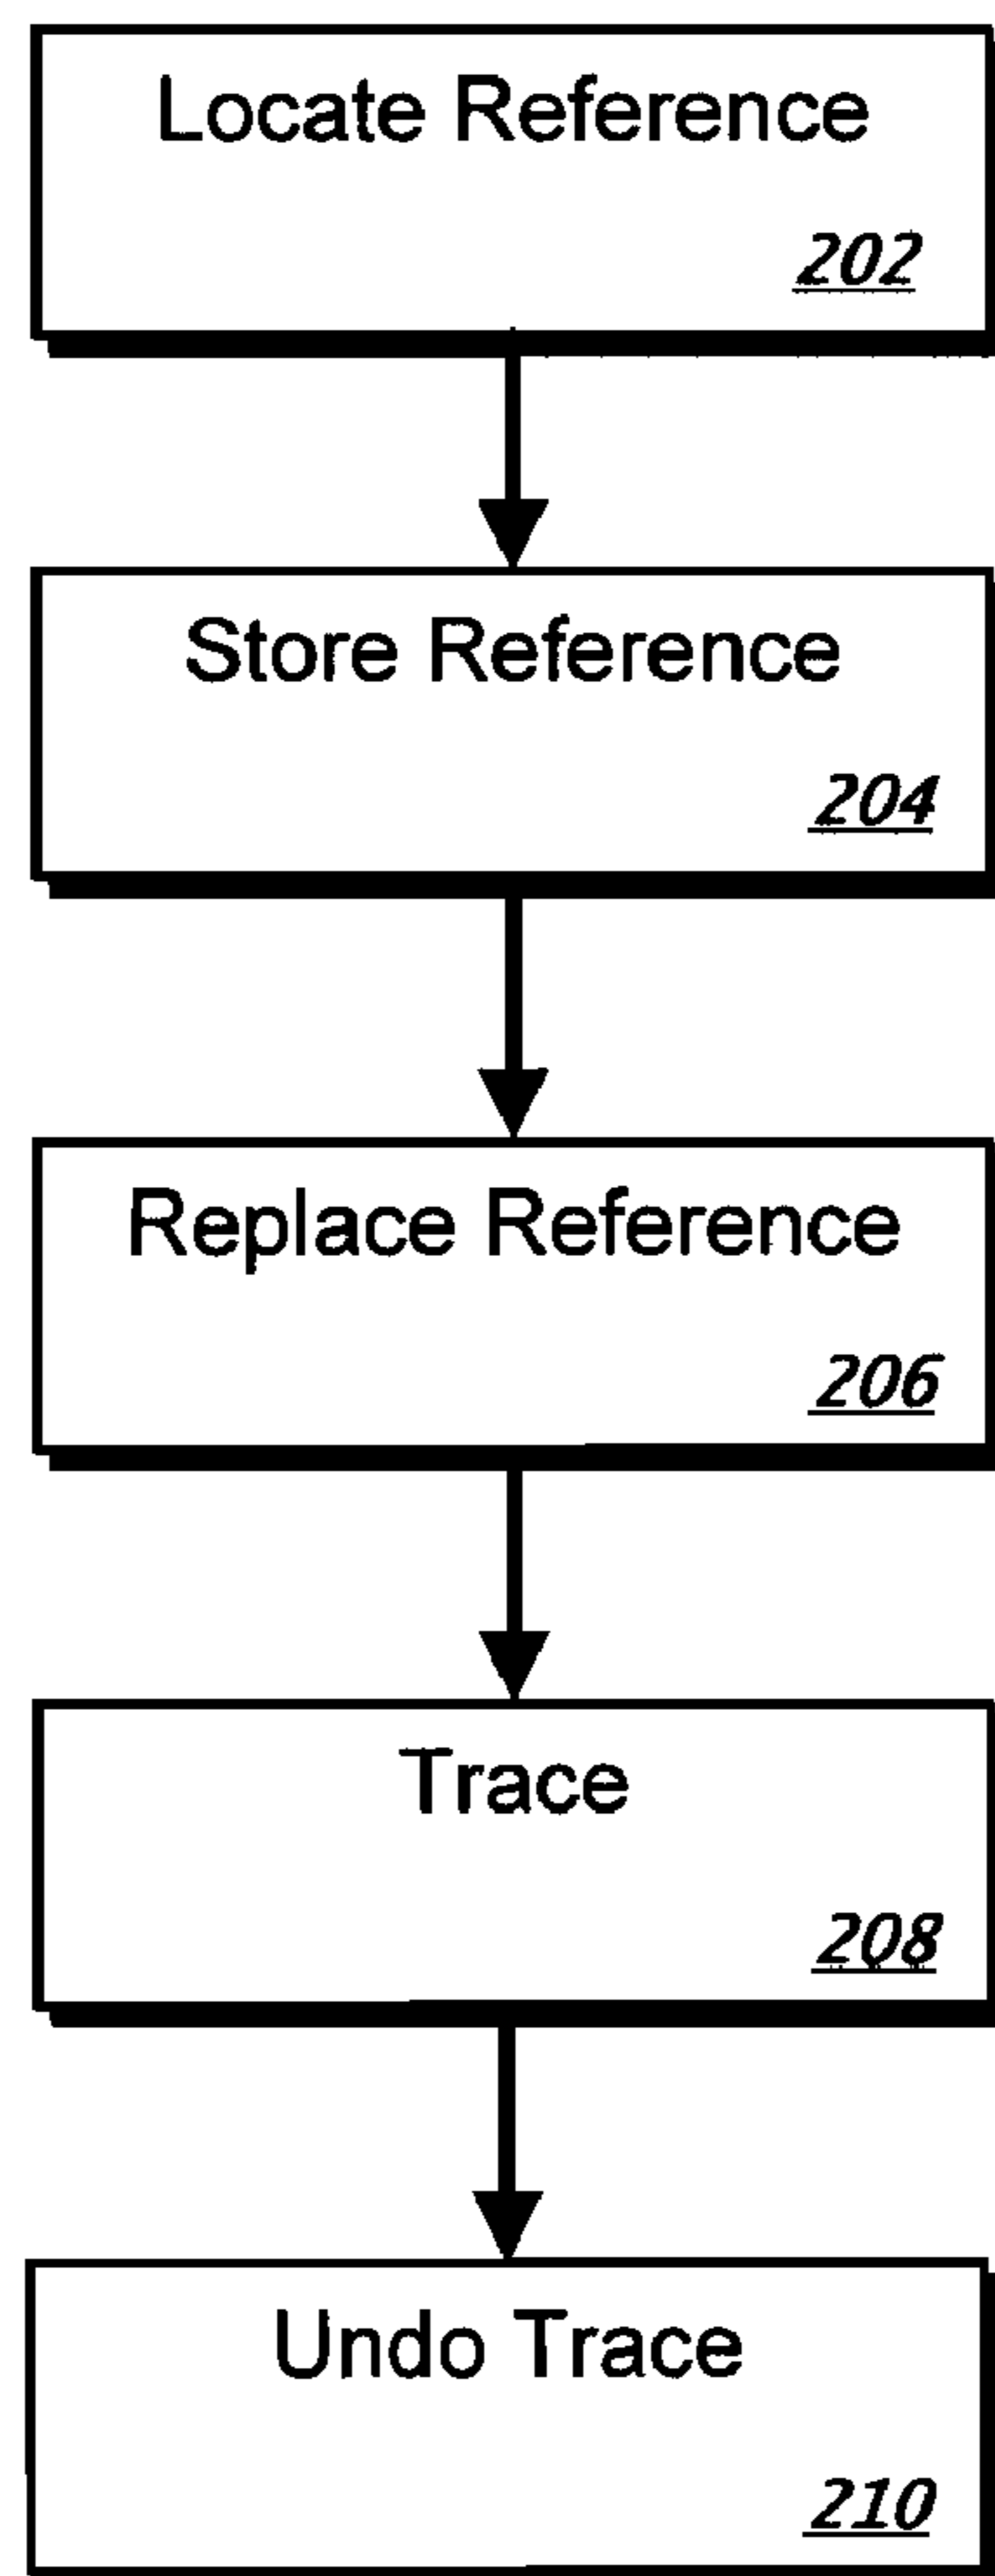 Locate Reference
202
Store Reference
204
Replace Reference
206
Trace
208
Undo Trace
210